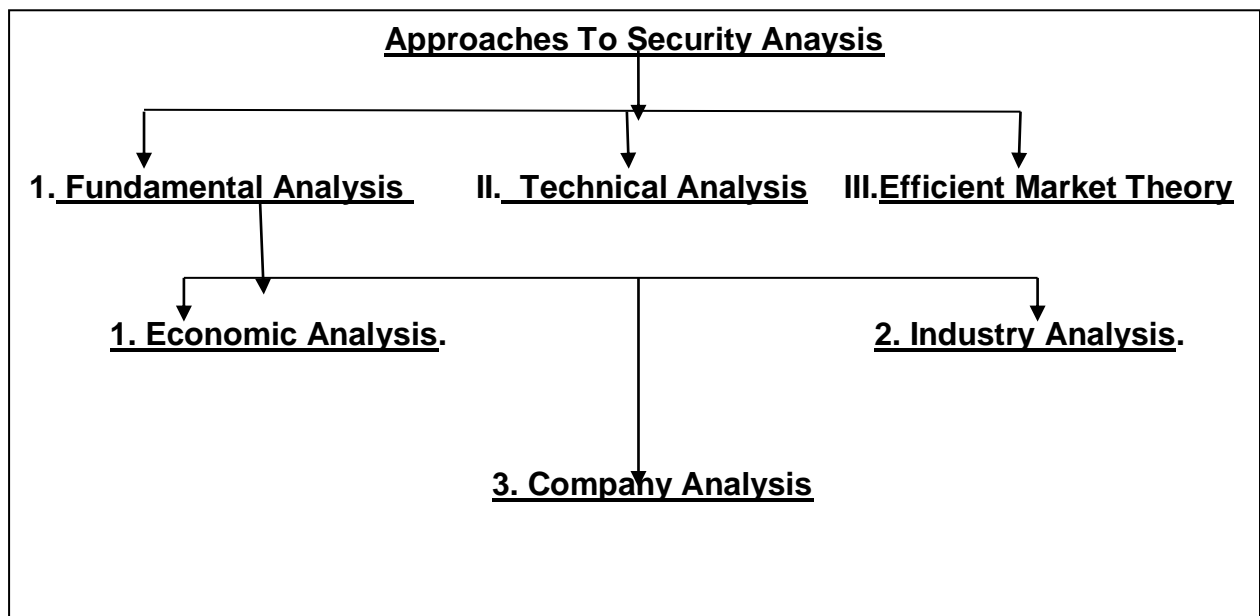 Approaches To Security Anaysis
1. Fundamental Analysis II. Technical Analysis III.Efficient Market Theory
1. Economic Analysis. 2. Industry Analysis.
3. Company Analysis